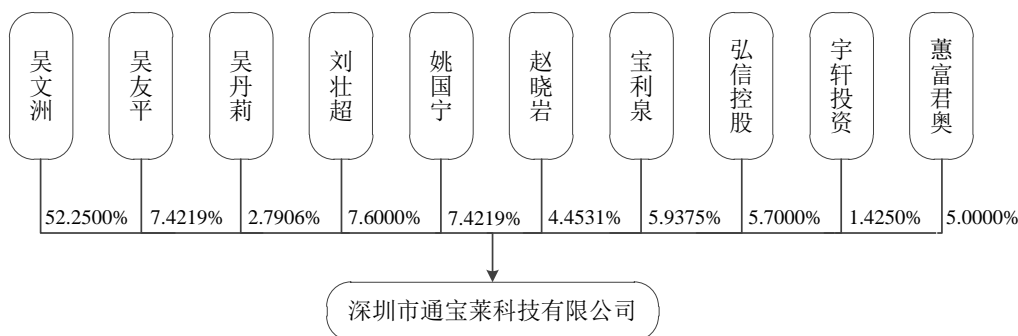 吴文洲
吴友平
吴丹莉
刘壮超
姚国宁
赵晓岩
宝利泉
弘信控股
宇轩投资
蕙富君奥
52.2500%
7.4219%
2.7906%
7.6000%
7.4219%
4.4531%
5.9375%
5.7000%
1.4250%
5.0000%
深圳市通宝莱科技有限公司